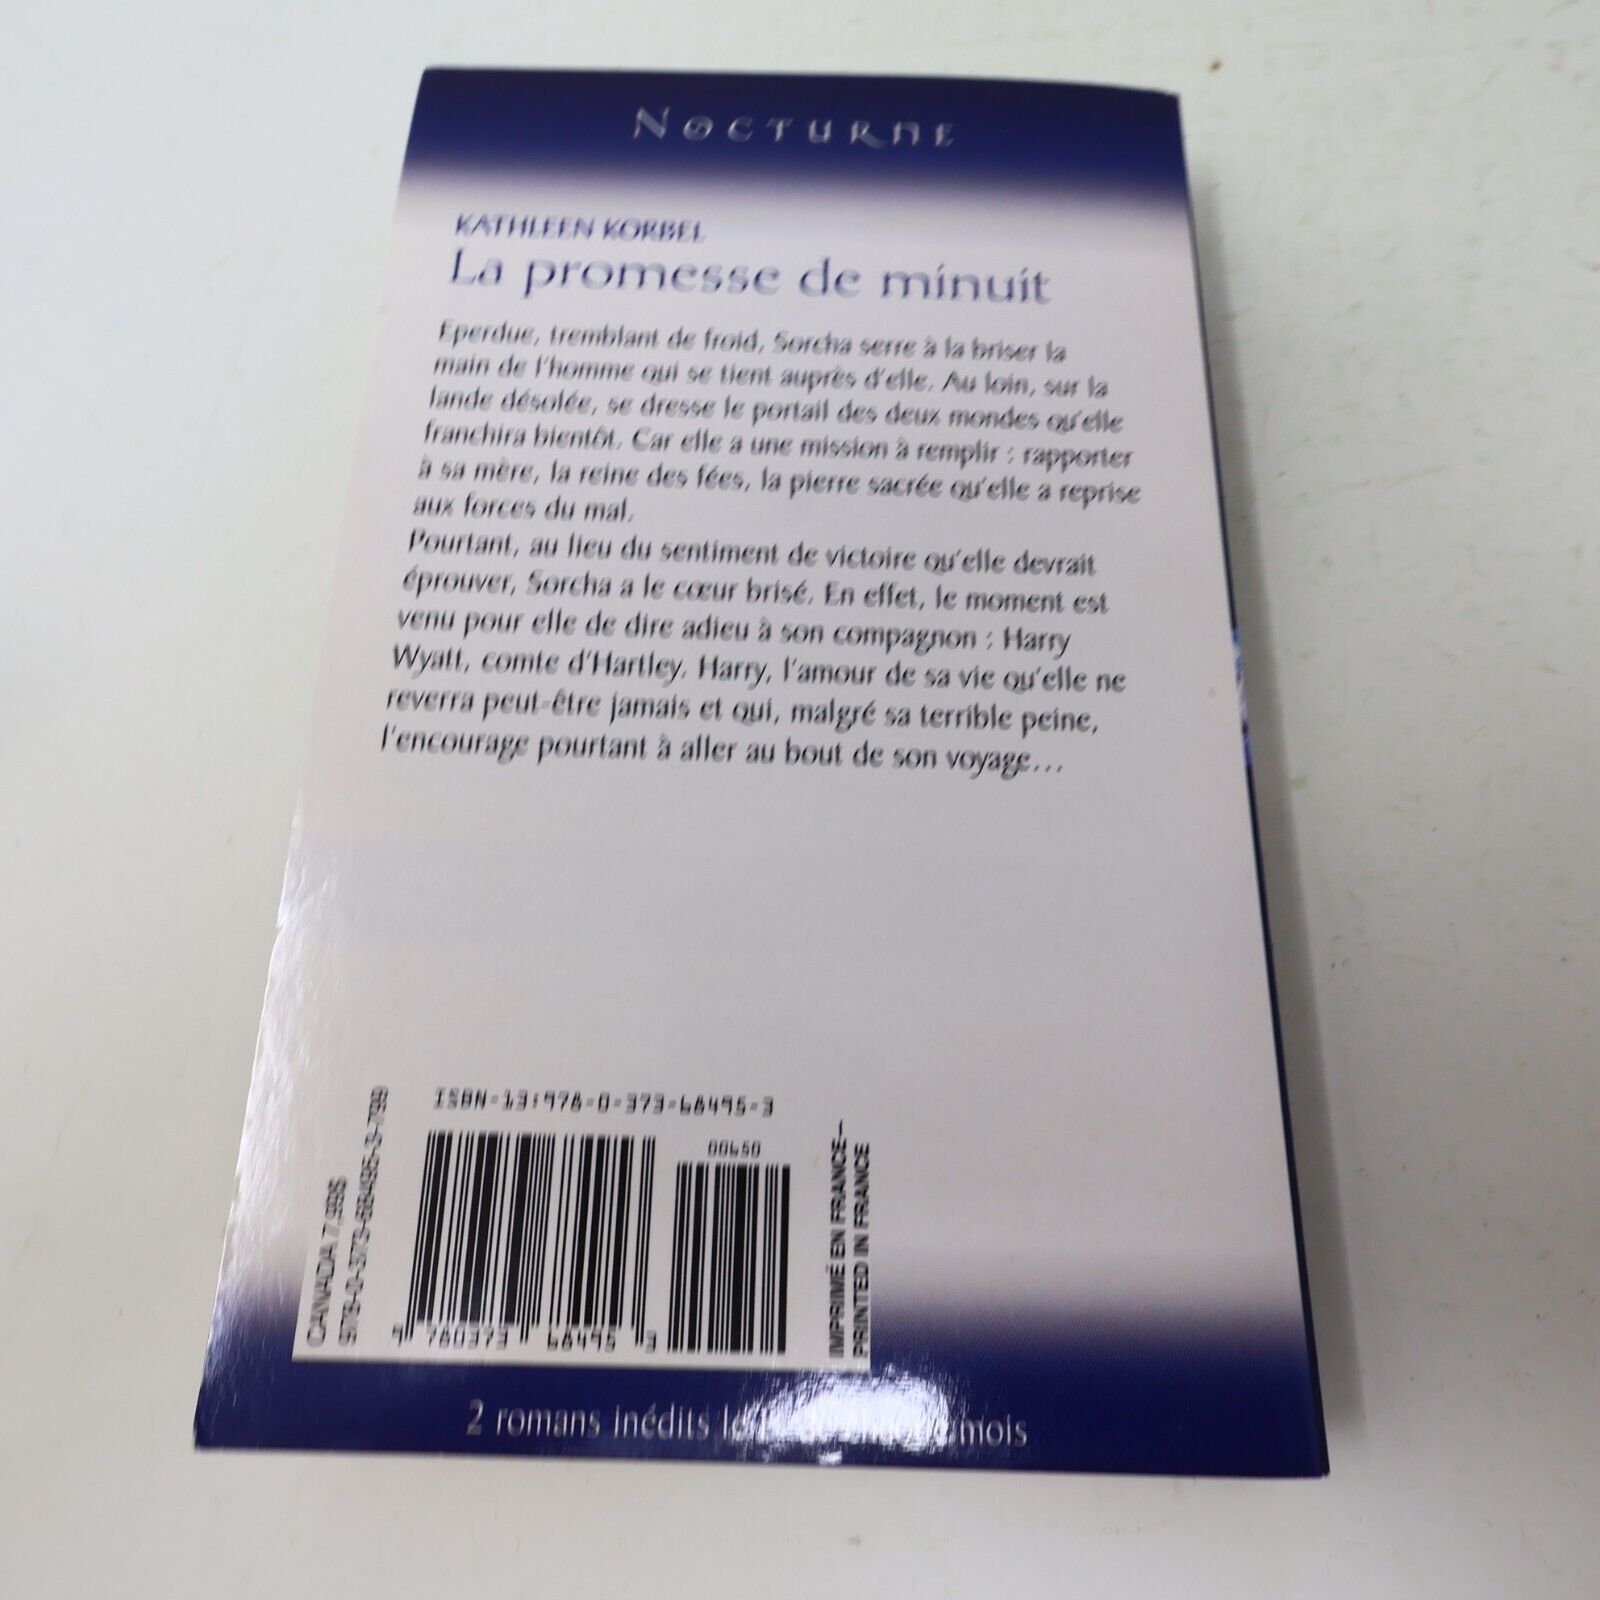 NOCTURNE
KATHLEEN KORBEL
La promesse de minuit
Eperdue, tremblant de froid, Sorcha serre à la briser la
main de l'homme qui se tient auprès d'elle. Au loin, sur la
lande désolée, se dresse le portail des deux mondes qu'elle
franchira bientôt. Car elle a une mission à remplir : rapporter
à sa mère, la reine des fées, la pierre sacrée qu'elle a reprise
aux forces du mal.
Pourtant, au lieu du sentiment de victoire qu'elle devrait
éprouver, Sorcha a le cœur brisé. En effet, le moment est
venu pour elle de dire adieu à son compagnon : Harry
Wyatt, comte d'Hartley. Harry, l'amour de sa vie qu'elle ne
reverra peut-être jamais et qui, malgré sa terrible peine,
l'encourage pourtant à aller au bout de son voyage...
ISBN-13:978-0-373-68495-3
00650
CANADA 7,99$
978-0-373-68495-3-799
9 780373 684953
IMPRIMÉ EN FRANCE–
PRINTED IN FRANCE
2 romans inédits le mois